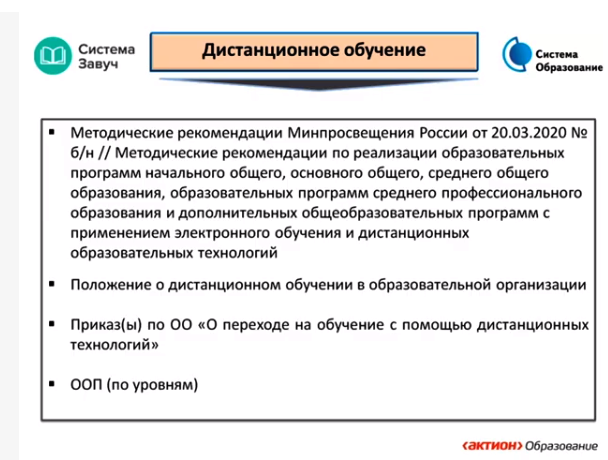 Система
Завуч
Дистанционное обучение
Система
Образование
▪ Методические рекомендации Минпросвещения России от 20.03.2020 №
б/н // Методические рекомендации по реализации образовательных
программ начального общего, основного общего, среднего общего
образования, образовательных программ среднего профессионального
образования и дополнительных общеобразовательных программ с
применением электронного обучения и дистанционных
образовательных технологий
▪ Положение о дистанционном обучении в образовательной организации
▪ Приказ(ы) по ОО «О переходе на обучение с помощью дистанционных
технологий»
▪ ООП (по уровням)
‹АКТИОН› Образование